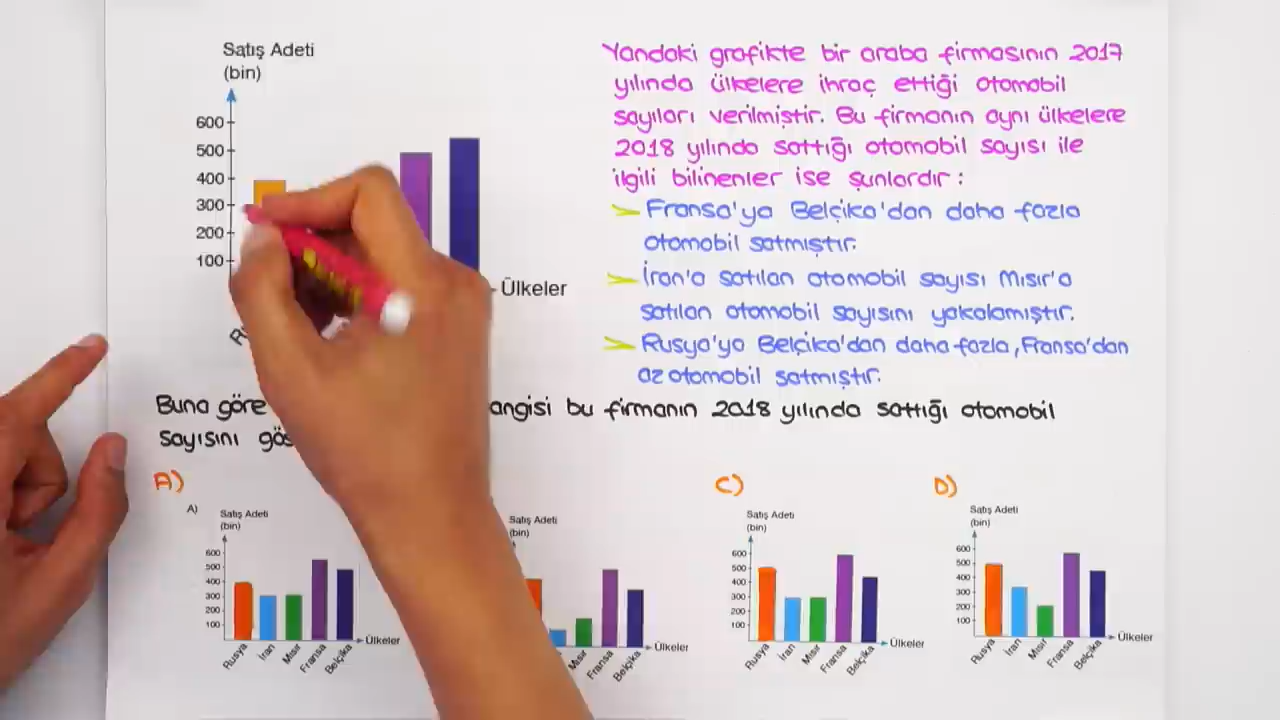 Satış Adeti
(bin)
600
500
400
300
200
100
Ülkeler
Yandaki grafikte bir araba firmasının 2017
yılında ülkelere ihraç ettiği otomobil
sayıları verilmiştir. Bu firmanın aynı ülkelere
2018 yılında sattığı otomobil sayısı ile
ilgili bilinenler ise şunlardır:
Fransa'ya Belçika'dan daha fazla
otomobil satmıştır.
İran'a satılan otomobil sayısı Mısır'a
satılan otomobil sayısını yakalamıştır.
Rusya'ya Belçika'dan daha fazla, Fransa'dan
az otomobil satmıştır.
Buna göre
bu firmanın 2018 yılında sattığı otomobil
sayısını
A)
A)
Satış Adeti
(bin)
600
500
400
300
200
100
Ülkeler
Rusya
İran
Mısır
Fransa
Belçika
Satış Adeti
(bin)
Ülkeler
Mısır
Fransa
Belçika
C)
Satış Adeti
(bin)
600
500
400
300
200
100
Ülkeler
Rusya
İran
Mısır
Fransa
Belçika
D)
Satış Adeti
(bin)
600
500
400
300
200
100
Ülkeler
Rusya
İran
Mısır
Fransa
Belçika